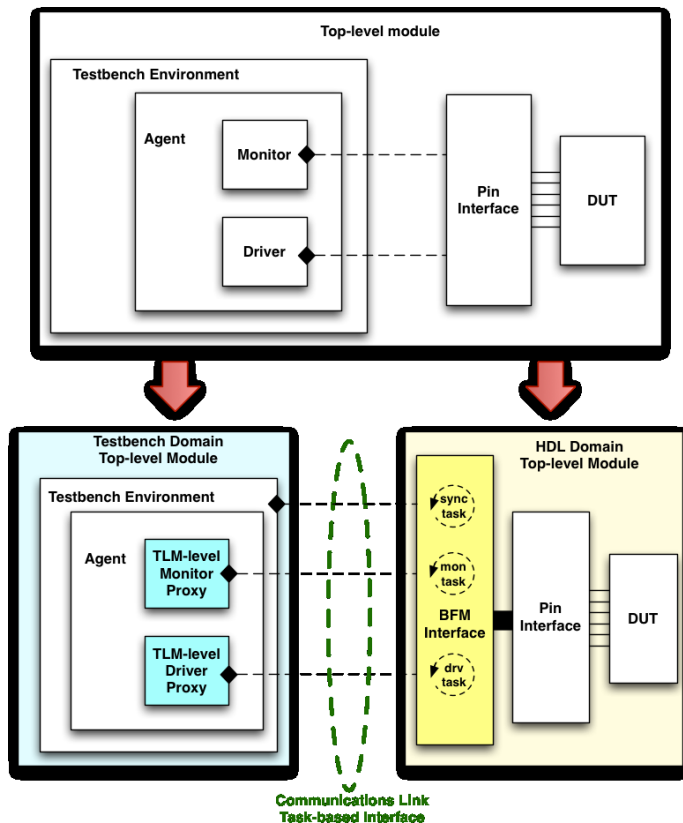 Top-level module
Testbench Environment
Agent
Monitor
Driver
Pin
Interface
DUT
Testbench Domain
Top-level Module
Testbench Environment
Agent
TLM-level
Monitor
Proxy
TLM-level
Driver
Proxy
HDL Domain
Top-level Module
sync
task
mon
task
BFM
Interface
drv
task
Pin
Interface
DUT
Communications Link
Task-based Interface